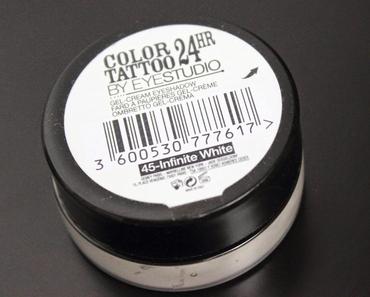 COLOR
TATTOO 24HR
BY EYESTUDIO
GEL-CREAM EYESHADOW
FARD À PAUPIÈRES GEL-CRÈME
OMBRETTO GEL-CREMA
3 600530 777617
45-Infinite White